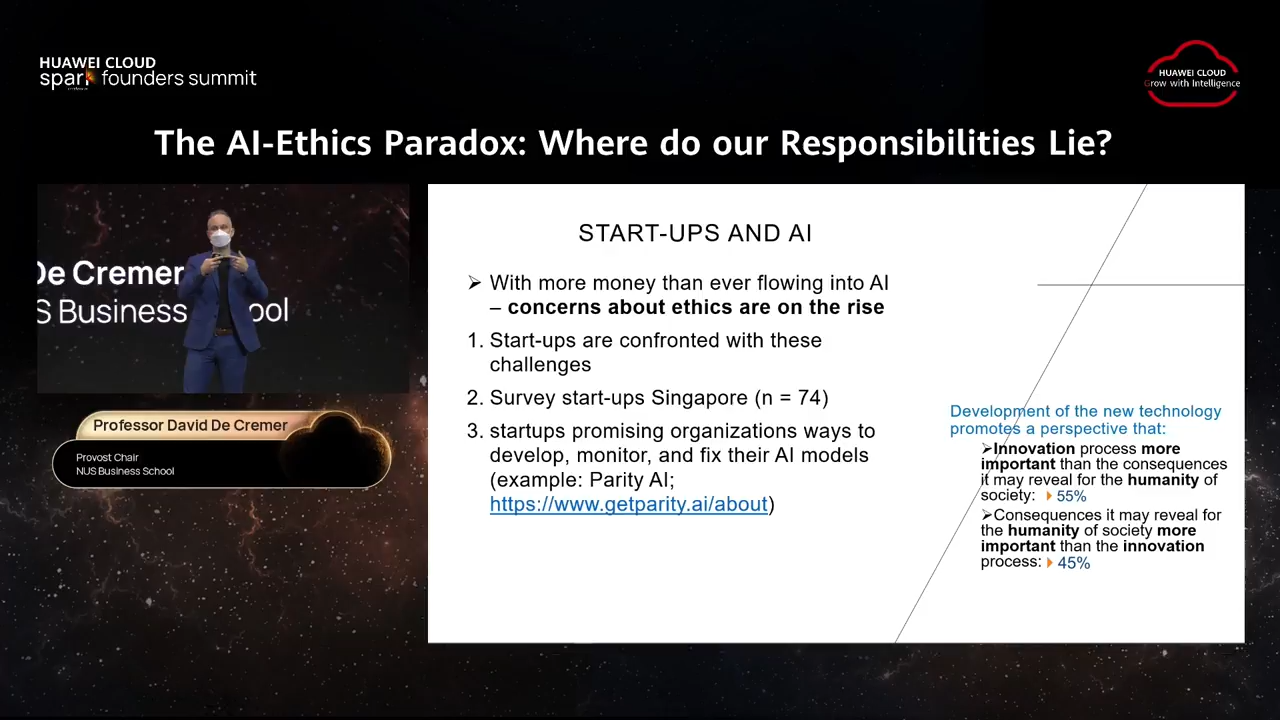 HUAWEI CLOUD
spark founders summit
HUAWEI CLOUD
Grow with Intelligence
The AI-Ethics Paradox: Where do our Responsibilities Lie?
De Cremer
S Business ool
Professor David De Cremer
Provost Chair
NUS Business School
START-UPS AND AI
➢ With more money than ever flowing into AI
– concerns about ethics are on the rise
1. Start-ups are confronted with these
challenges
2. Survey start-ups Singapore (n = 74)
3. startups promising organizations ways to
develop, monitor, and fix their AI models
(example: Parity AI;
https://www.getparity.ai/about)
Development of the new technology
promotes a perspective that:
➢Innovation process more
important than the consequences
it may reveal for the humanity of
society: 55%
➢Consequences it may reveal for
the humanity of society more
important than the innovation
process: 45%